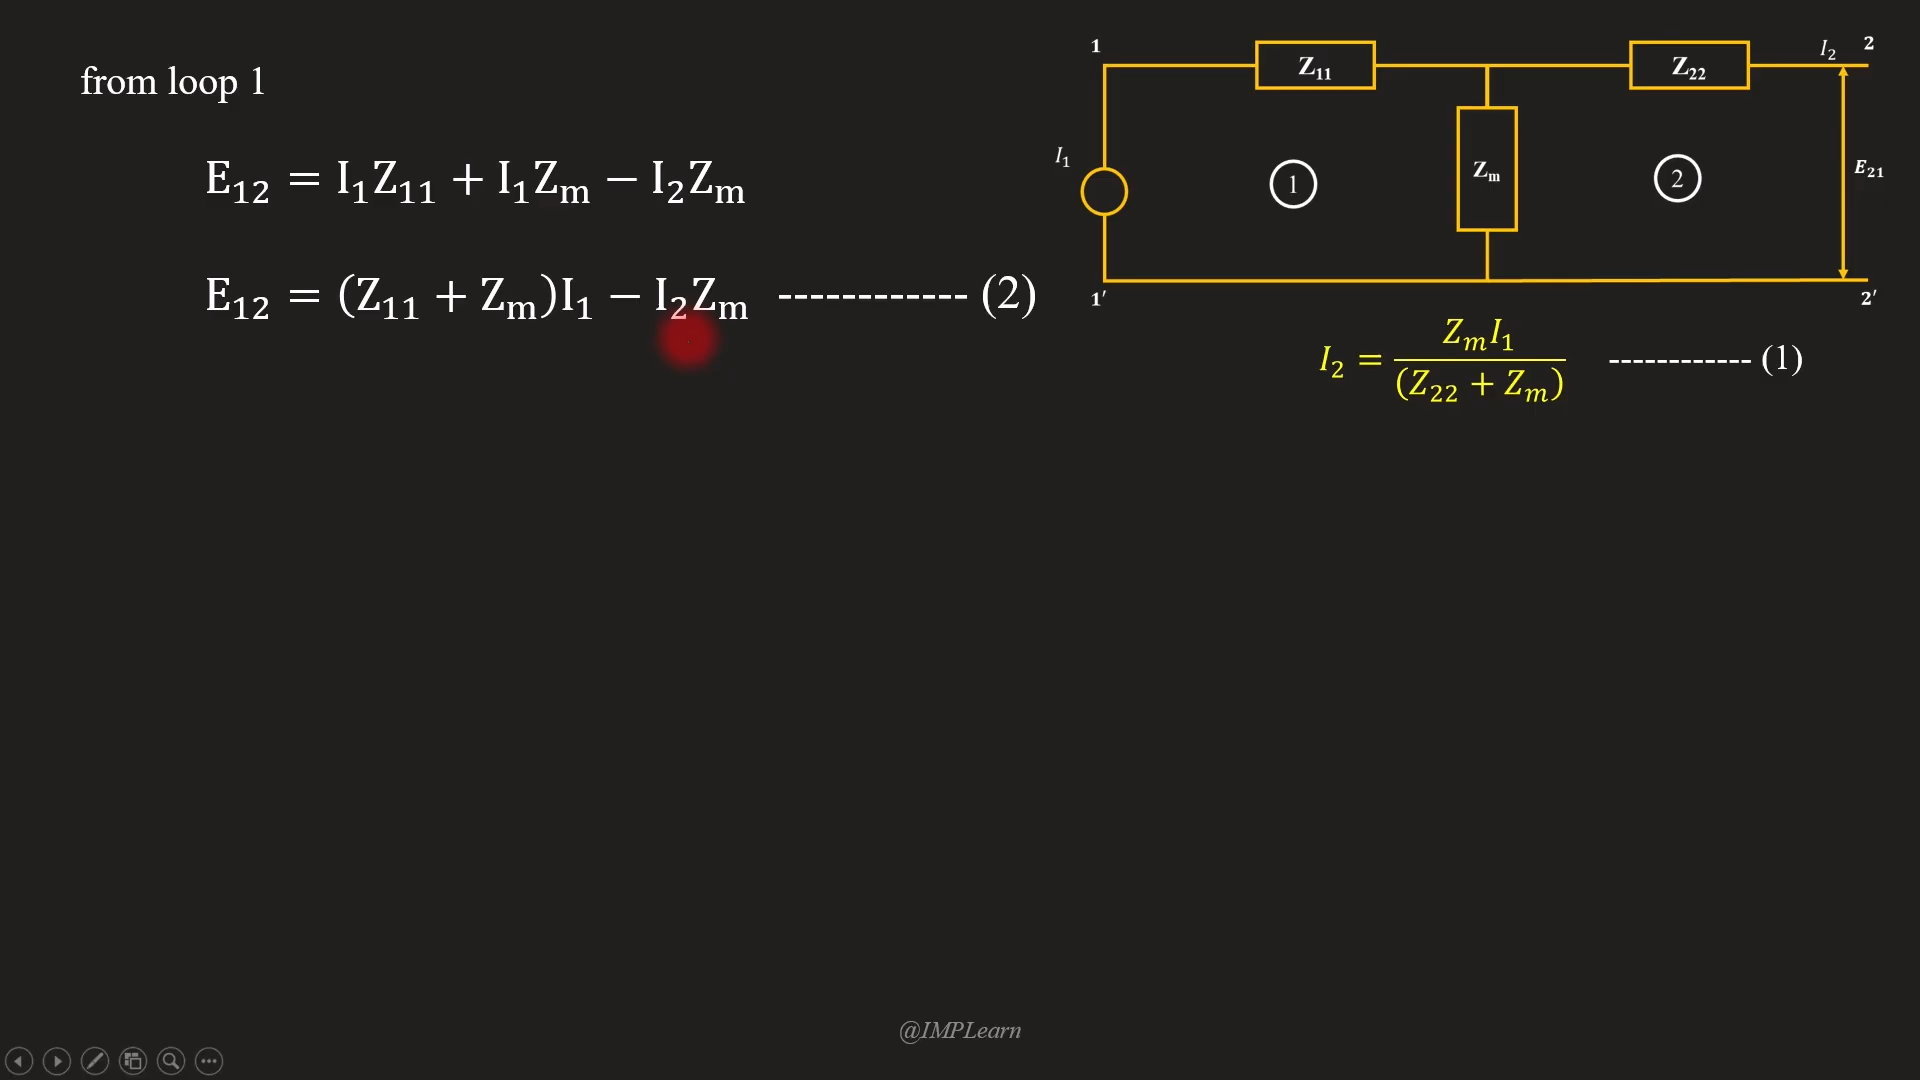 from loop 1
E₁₂ = I₁Z₁₁ + I₁Zₘ − I₂Zₘ
E₁₂ = (Z₁₁ + Zₘ)I₁ − I₂Zₘ ------------ (2)
1
Z₁₁
Z₂₂
I₂
2
I₁
1
Zₘ
2
E₂₁
1′
2′
I₂ = ZₘI₁ / (Z₂₂ + Zₘ) ------------ (1)
@IMPLearn